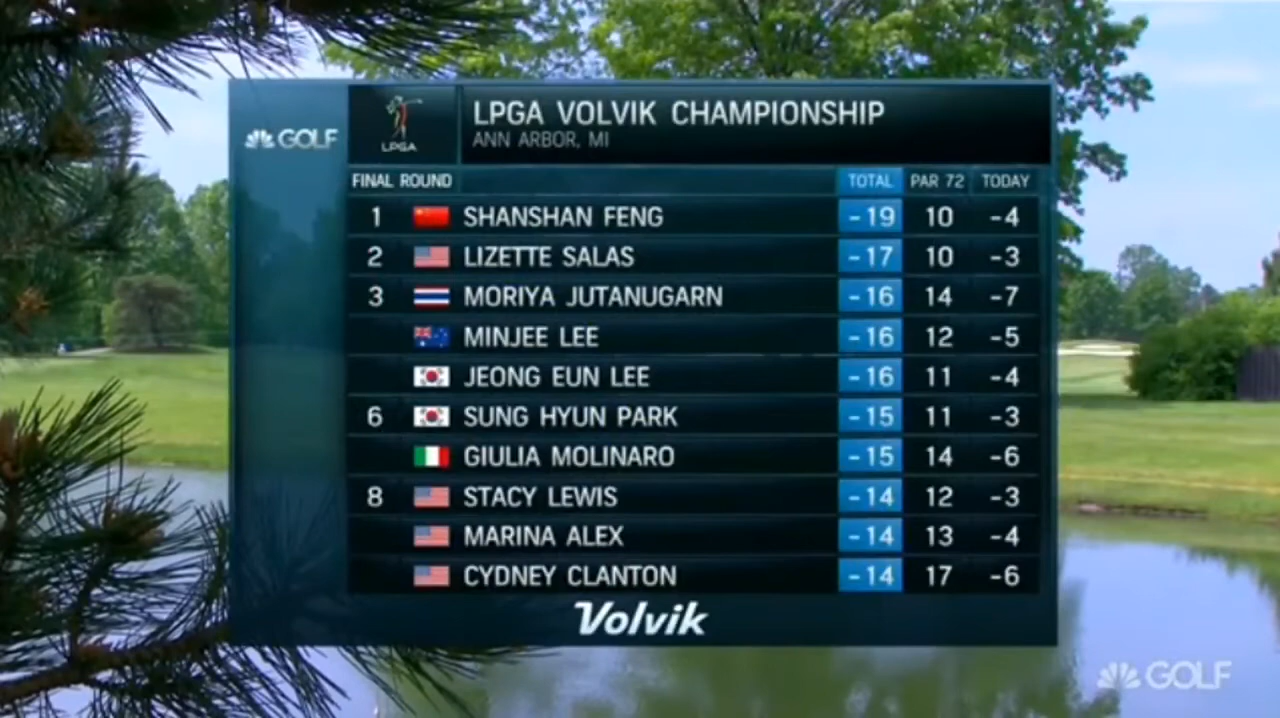 LPGA VOLVIK CHAMPIONSHIP
GOLF LPGA ANN ARBOR, MI
FINAL ROUND TOTAL PAR 72 TODAY
1 SHANSHAN FENG -19 10 -4
2 LIZETTE SALAS -17 10 -3
3 MORIYA JUTANUGARN -16 14 -7
MINJEE LEE -16 12 -5
JEONG EUN LEE -16 11 -4
6 SUNG HYUN PARK -15 11 -3
GIULIA MOLINARO -15 14 -6
8 STACY LEWIS -14 12 -3
MARINA ALEX -14 13 -4
CYDNEY CLANTON -14 17 -6
Volvik
GOLF